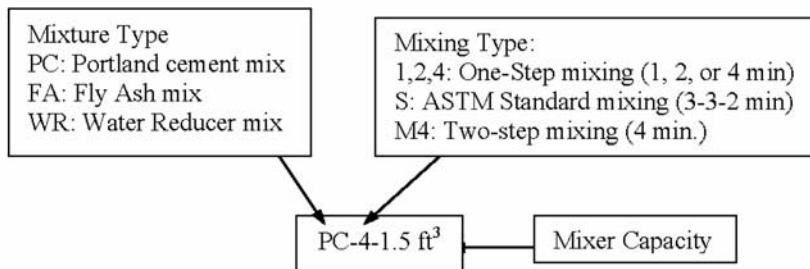 Mixture Type
PC: Portland cement mix
FA: Fly Ash mix
WR: Water Reducer mix
Mixing Type:
1,2,4: One-Step mixing (1, 2, or 4 min)
S: ASTM Standard mixing (3-3-2 min)
M4: Two-step mixing (4 min.)
PC-4-1.5 ft³
Mixer Capacity